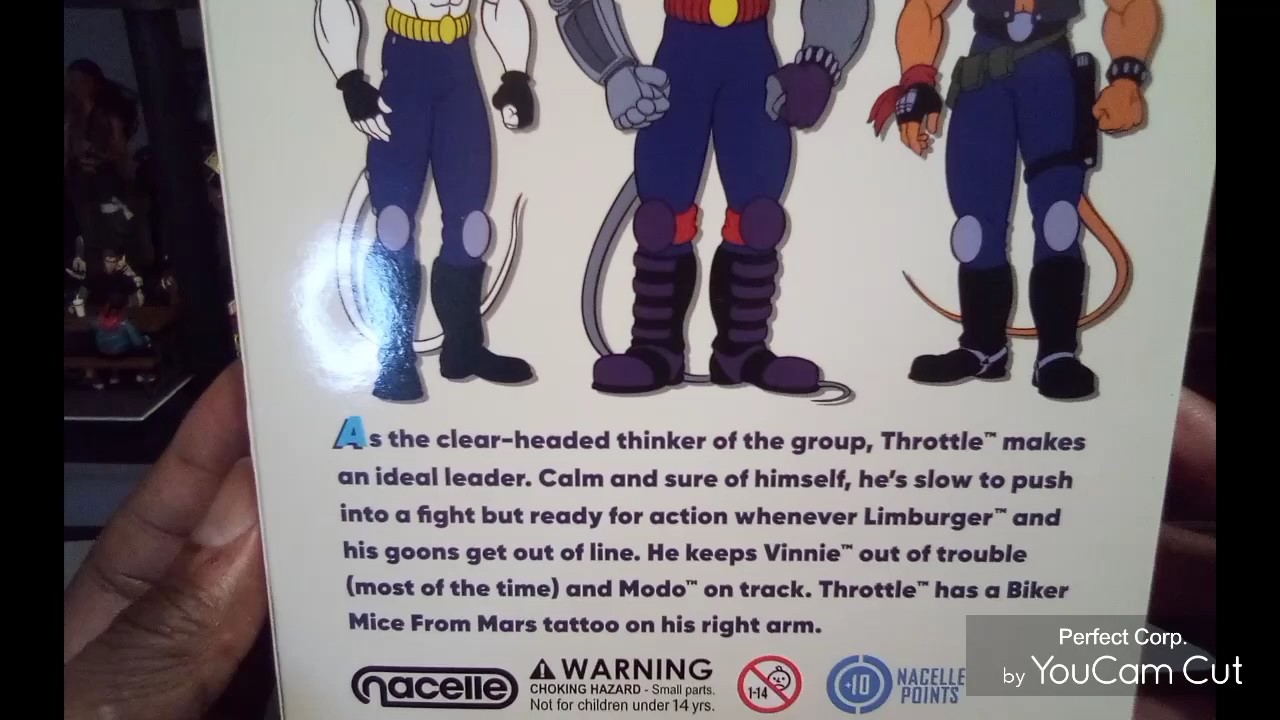 As the clear-headed thinker of the group, Throttle™ makes
an ideal leader. Calm and sure of himself, he's slow to push
into a fight but ready for action whenever Limburger™ and
his goons get out of line. He keeps Vinnie™ out of trouble
(most of the time) and Modo™ on track. Throttle™ has a Biker
Mice From Mars tattoo on his right arm.
nacelle
WARNING
CHOKING HAZARD - Small parts.
Not for children under 14 yrs.
1-14
+10
NACELLE
POINTS
Perfect Corp.
by YouCam Cut